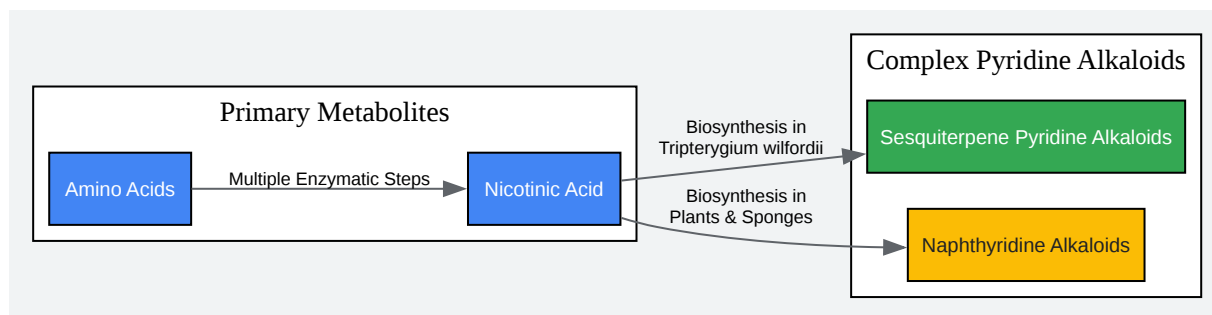 Primary Metabolites
Amino Acids
Multiple Enzymatic Steps
Nicotinic Acid
Biosynthesis in
Tripterygium wilfordii
Biosynthesis in
Plants & Sponges
Complex Pyridine Alkaloids
Sesquiterpene Pyridine Alkaloids
Naphthyridine Alkaloids